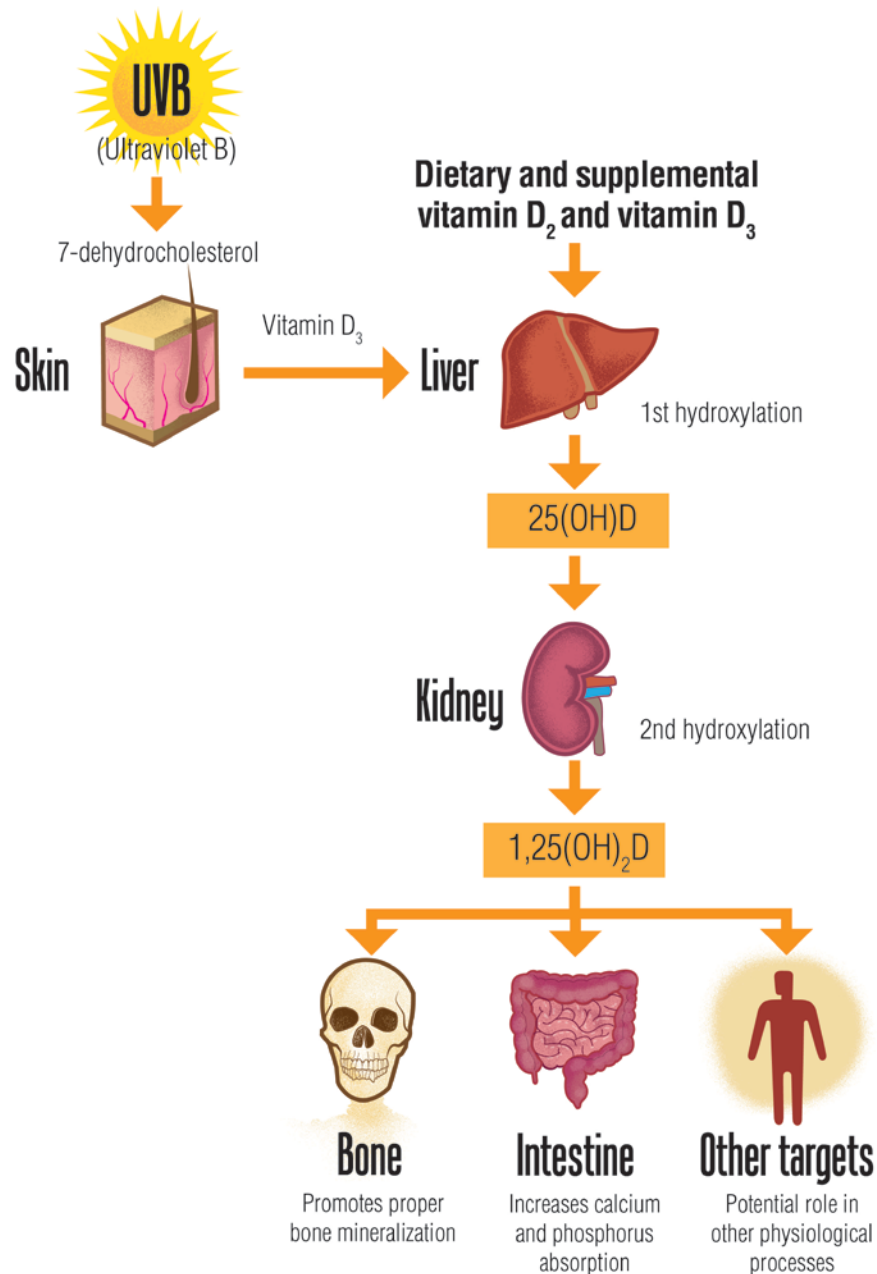 UVB
(Ultraviolet B)
7-dehydrocholesterol
Skin
Vitamin D₃
Dietary and supplemental
vitamin D₂ and vitamin D₃
Liver
1st hydroxylation
25(OH)D
Kidney
2nd hydroxylation
1,25(OH)₂D
Bone
Promotes proper
bone mineralization
Intestine
Increases calcium
and phosphorus
absorption
Other targets
Potential role in
other physiological
processes